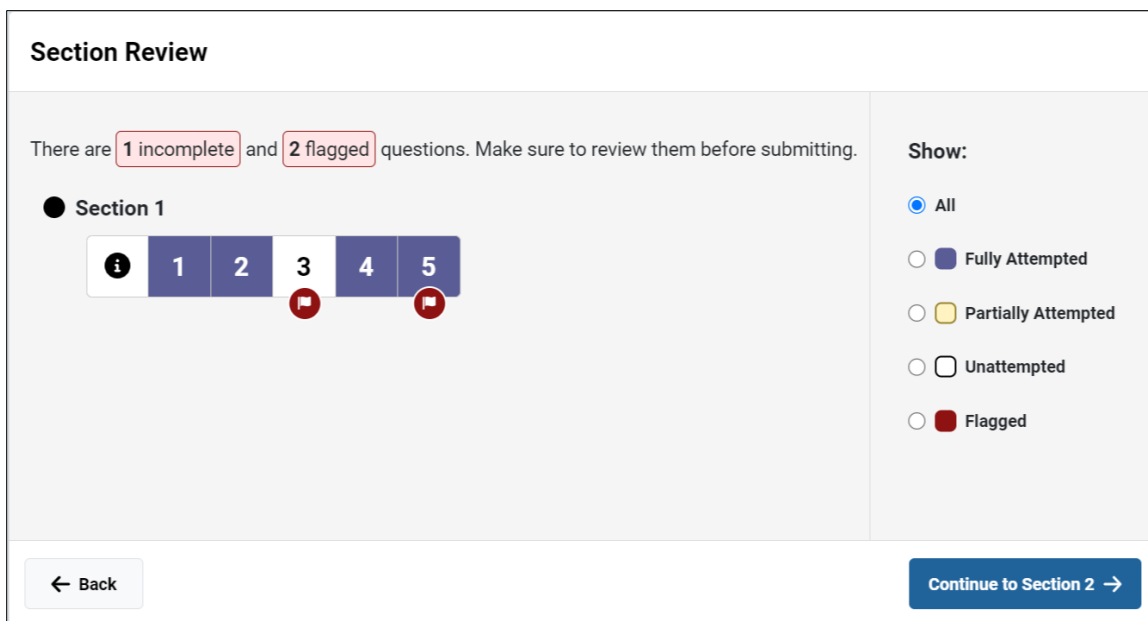 Section Review
There are 1 incomplete and 2 flagged questions. Make sure to review them before submitting.
Section 1
1 2 3 4 5
Show:
All
Fully Attempted
Partially Attempted
Unattempted
Flagged
Back
Continue to Section 2